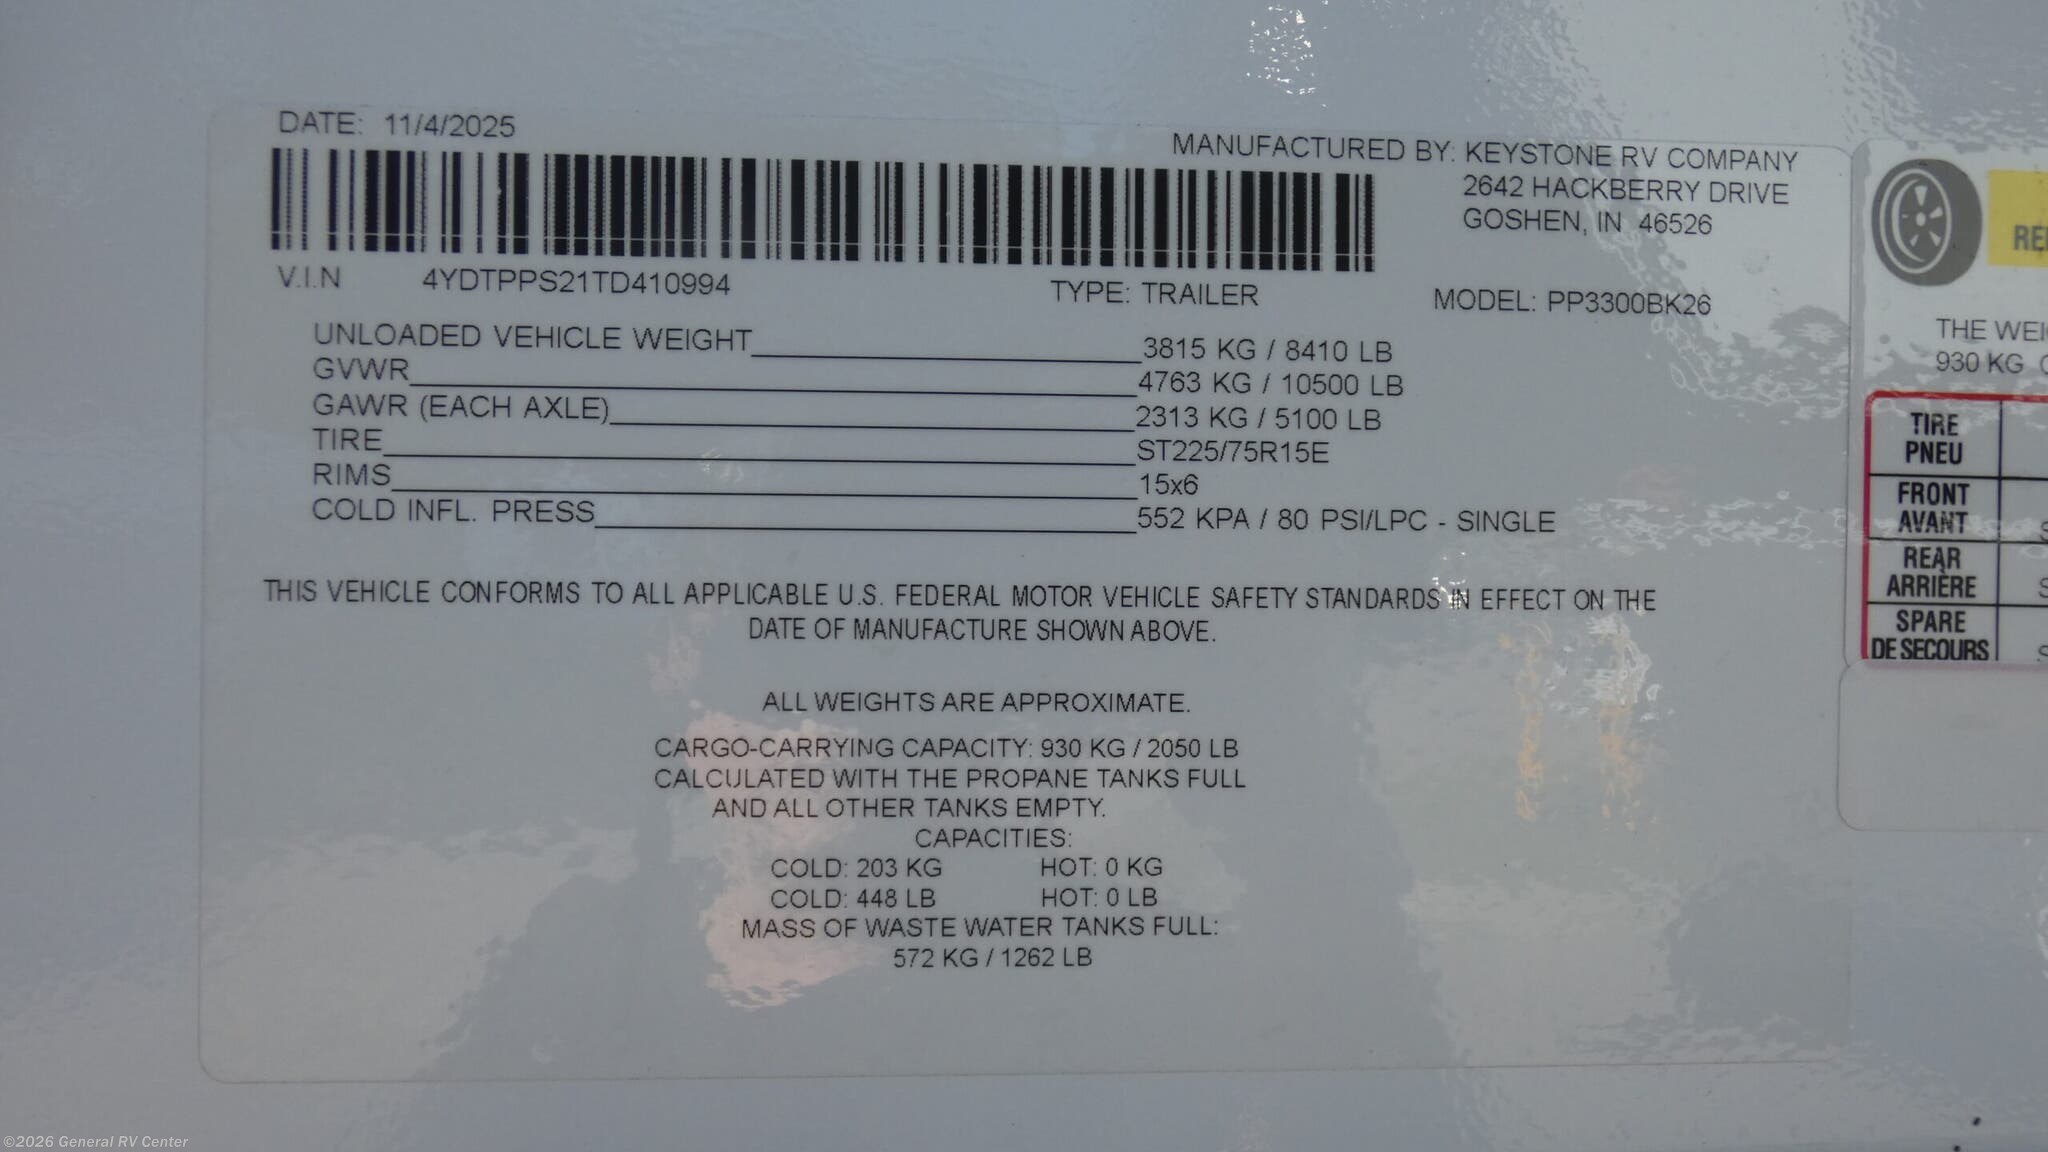 DATE: 11/4/2025
MANUFACTURED BY: KEYSTONE RV COMPANY
2642 HACKBERRY DRIVE
GOSHEN, IN 46526
V.I.N 4YDTPPS21TD410994 TYPE: TRAILER MODEL: PP3300BK26
UNLOADED VEHICLE WEIGHT 3815 KG / 8410 LB
GVWR 4763 KG / 10500 LB
GAWR (EACH AXLE) 2313 KG / 5100 LB
TIRE ST225/75R15E
RIMS 15x6
COLD INFL. PRESS 552 KPA / 80 PSI/LPC - SINGLE
THIS VEHICLE CONFORMS TO ALL APPLICABLE U.S. FEDERAL MOTOR VEHICLE SAFETY STANDARDS IN EFFECT ON THE
DATE OF MANUFACTURE SHOWN ABOVE.
ALL WEIGHTS ARE APPROXIMATE.
CARGO-CARRYING CAPACITY: 930 KG / 2050 LB
CALCULATED WITH THE PROPANE TANKS FULL
AND ALL OTHER TANKS EMPTY.
CAPACITIES:
COLD: 203 KG HOT: 0 KG
COLD: 448 LB HOT: 0 LB
MASS OF WASTE WATER TANKS FULL:
572 KG / 1262 LB
THE
930 KG
TIRE
PNEU
FRONT
AVANT
REAR
ARRIÈRE
SPARE
DE SECOURS
©2026 General RV Center